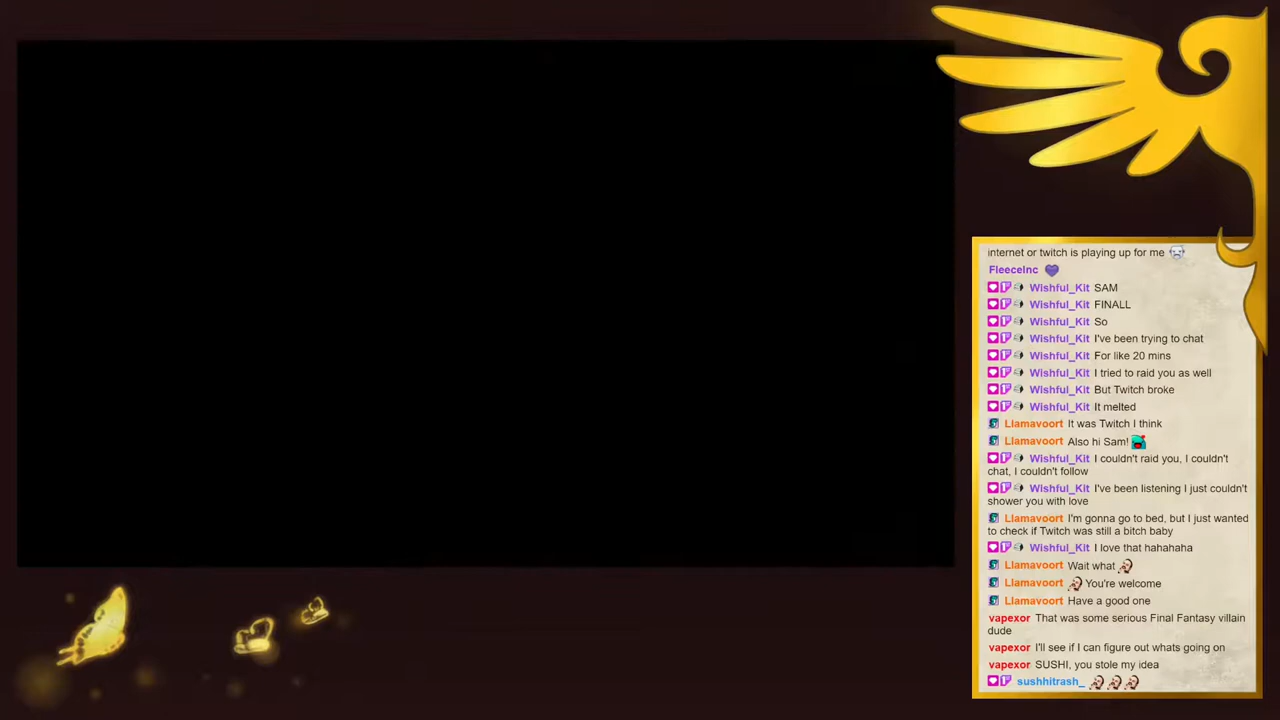 internet or twitch is playing up for me
FleeceInc
Wishful_Kit SAM
Wishful_Kit FINALL
Wishful_Kit So
Wishful_Kit I've been trying to chat
Wishful_Kit For like 20 mins
Wishful_Kit I tried to raid you as well
Wishful_Kit But Twitch broke
Wishful_Kit It melted
Llamavoort It was Twitch I think
Llamavoort Also hi Sam!
Wishful_Kit I couldn't raid you, I couldn't
chat, I couldn't follow
Wishful_Kit I've been listening I just couldn't
shower you with love
Llamavoort I'm gonna go to bed, but I just wanted
to check if Twitch was still a bitch baby
Wishful_Kit I love that hahahaha
Llamavoort Wait what
Llamavoort You're welcome
Llamavoort Have a good one
vapexor That was some serious Final Fantasy villain
dude
vapexor I'll see if I can figure out whats going on
vapexor SUSHI, you stole my idea
sushhitrash_